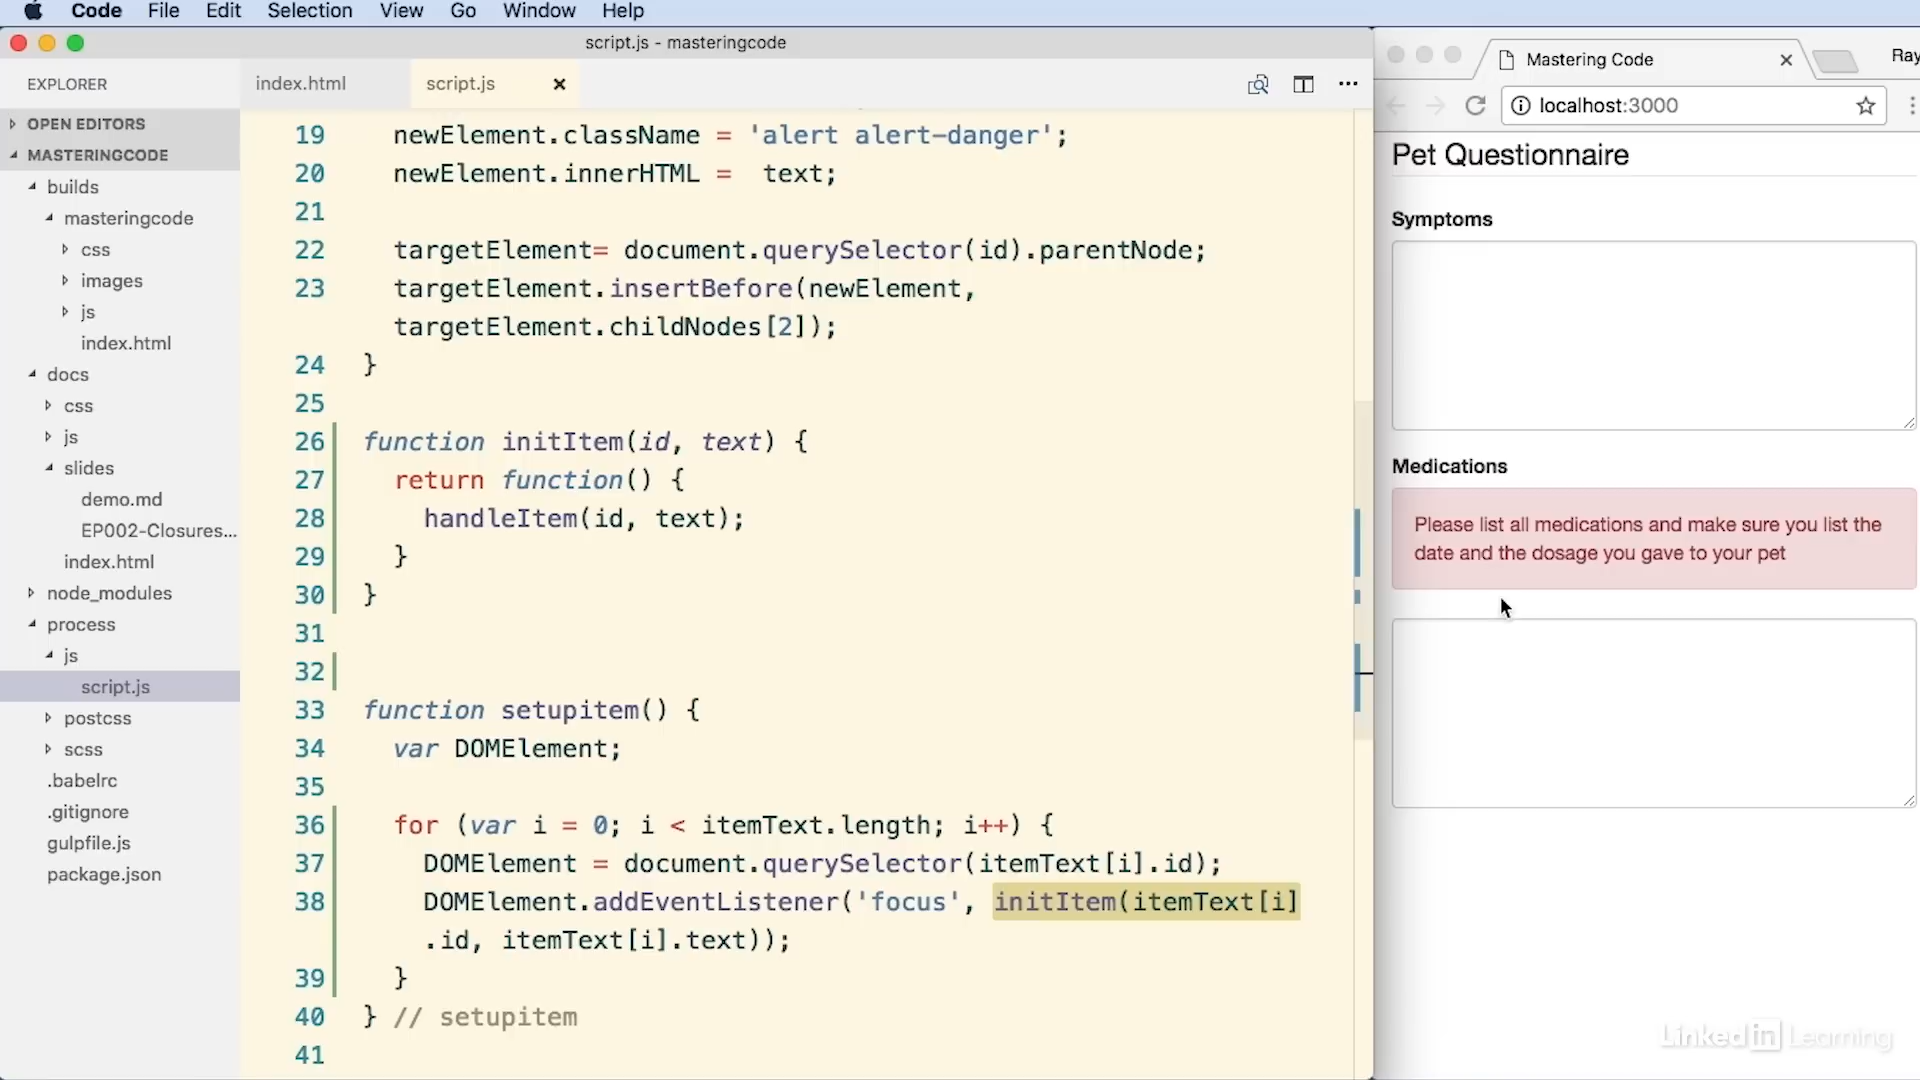 Code File Edit Selection View Go Window Help
script.js - masteringcode
EXPLORER
OPEN EDITORS
MASTERINGCODE
builds
masteringcode
css
images
js
index.html
docs
css
js
slides
demo.md
EP002-Closures...
index.html
node_modules
process
js
script.js
postcss
scss
.babelrc
.gitignore
gulpfile.js
package.json
index.html
script.js
19 newElement.className = 'alert alert-danger';
20 newElement.innerHTML = text;
21
22 targetElement= document.querySelector(id).parentNode;
23 targetElement.insertBefore(newElement,
targetElement.childNodes[2]);
24 }
25
26 function initItem(id, text) {
27 return function() {
28 handleItem(id, text);
29 }
30 }
31
32
33 function setupitem() {
34 var DOMElement;
35
36 for (var i = 0; i < itemText.length; i++) {
37 DOMElement = document.querySelector(itemText[i].id);
38 DOMElement.addEventListener('focus', initItem(itemText[i]
.id, itemText[i].text));
39 }
40 } // setupitem
41
Mastering Code
Ray
localhost:3000
Pet Questionnaire
Symptoms
Medications
Please list all medications and make sure you list the
date and the dosage you gave to your pet
Linked in Learning